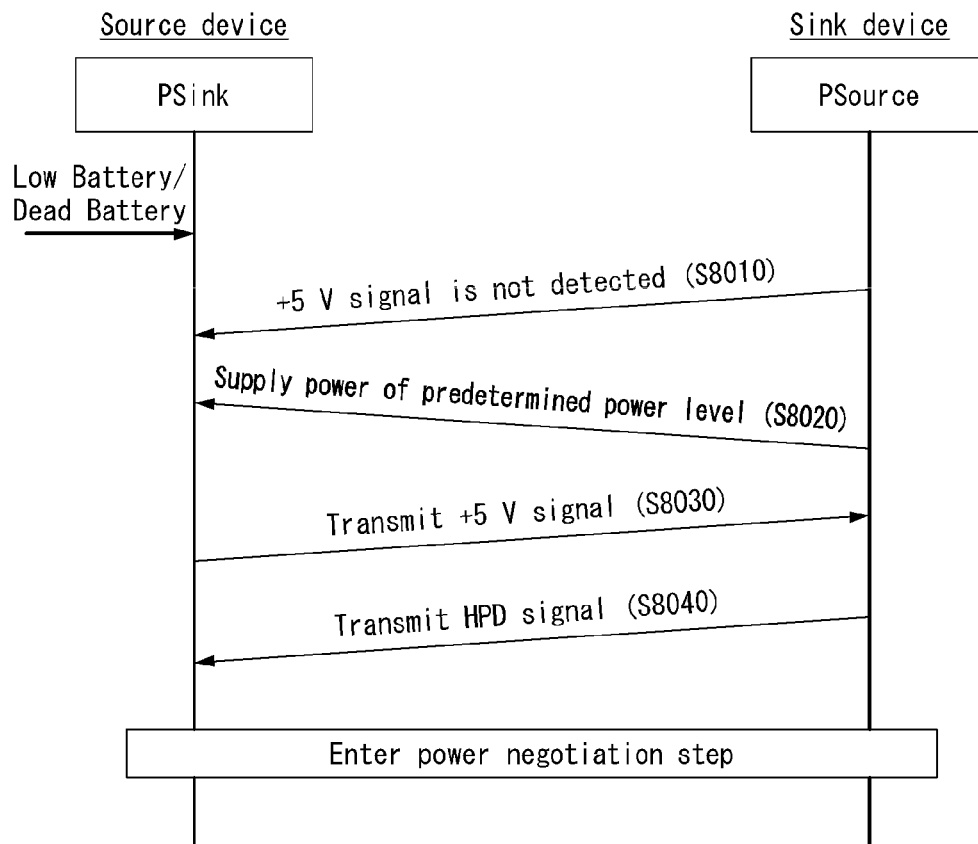 Source device
Sink device
PSink
PSource
Low Battery/
Dead Battery
+5 V signal is not detected (S8010)
Supply power of predetermined power level (S8020)
Transmit +5 V signal (S8030)
Transmit HPD signal (S8040)
Enter power negotiation step